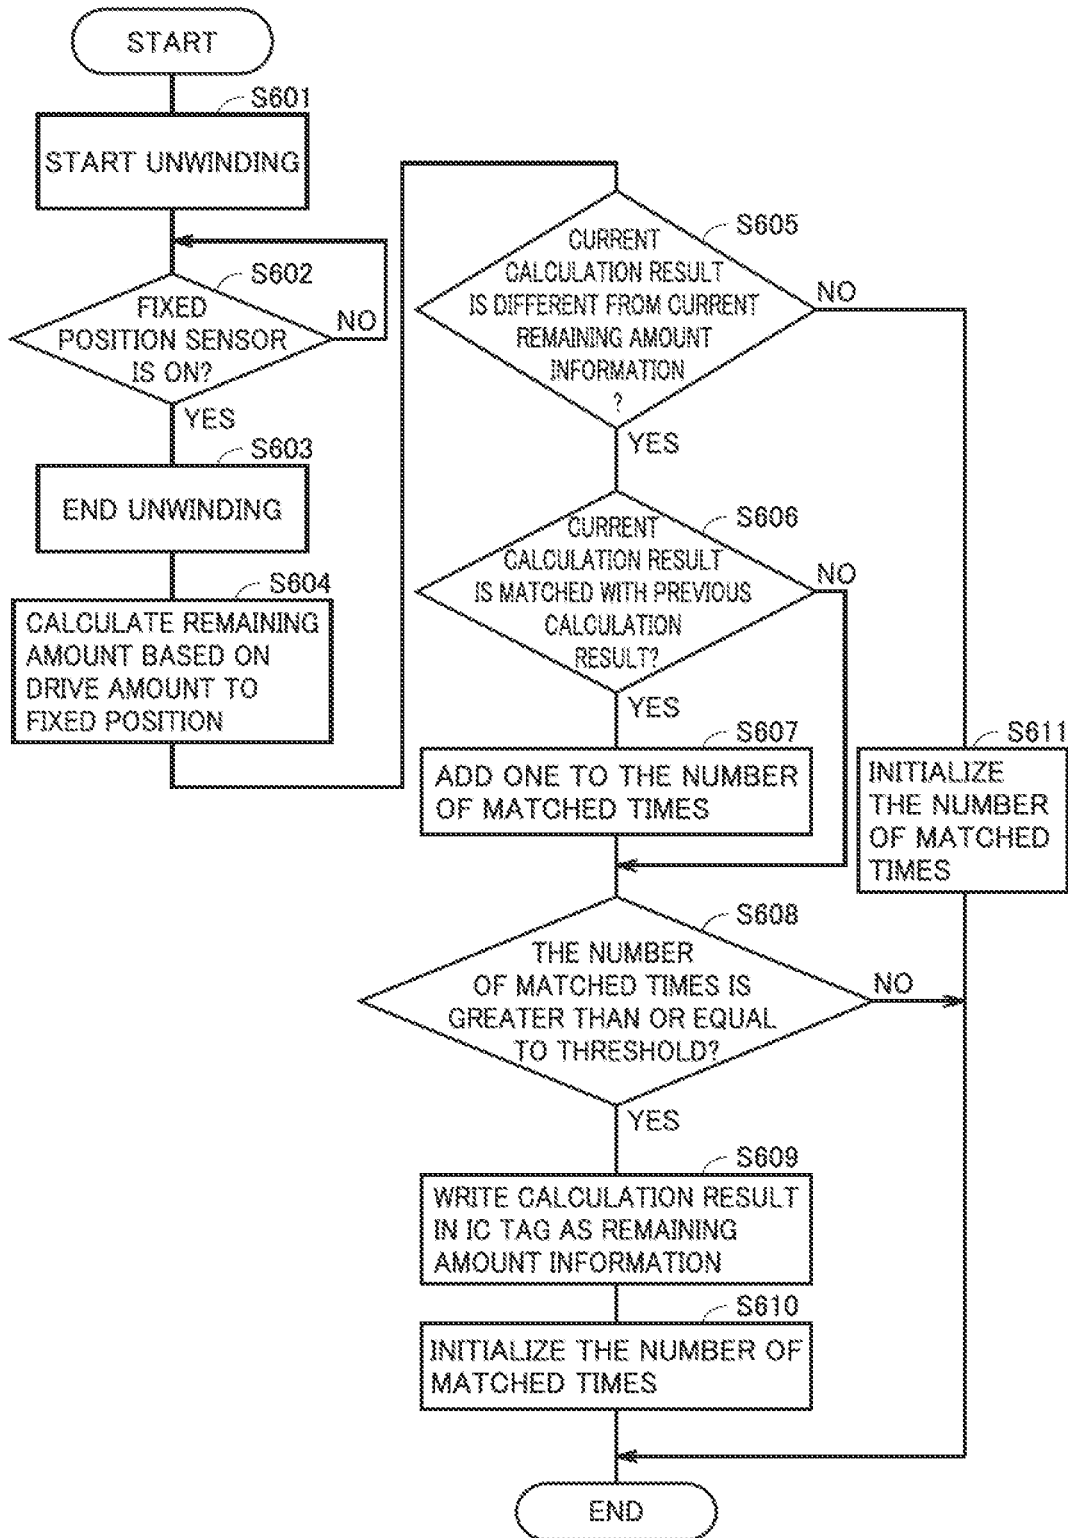 START
S601
START UNWINDING
S602
FIXED
POSITION SENSOR
IS ON?
NO
YES
S603
END UNWINDING
S604
CALCULATE REMAINING
AMOUNT BASED ON
DRIVE AMOUNT TO
FIXED POSITION
S605
CURRENT
CALCULATION RESULT
IS DIFFERENT FROM CURRENT
REMAINING AMOUNT
INFORMATION
?
NO
YES
S606
CURRENT
CALCULATION RESULT
IS MATCHED WITH PREVIOUS
CALCULATION
RESULT?
NO
YES
S607
ADD ONE TO THE NUMBER
OF MATCHED TIMES
S611
INITIALIZE
THE NUMBER
OF MATCHED
TIMES
S608
THE NUMBER
OF MATCHED TIMES IS
GREATER THAN OR EQUAL
TO THRESHOLD?
NO
YES
S609
WRITE CALCULATION RESULT
IN IC TAG AS REMAINING
AMOUNT INFORMATION
S610
INITIALIZE THE NUMBER OF
MATCHED TIMES
END